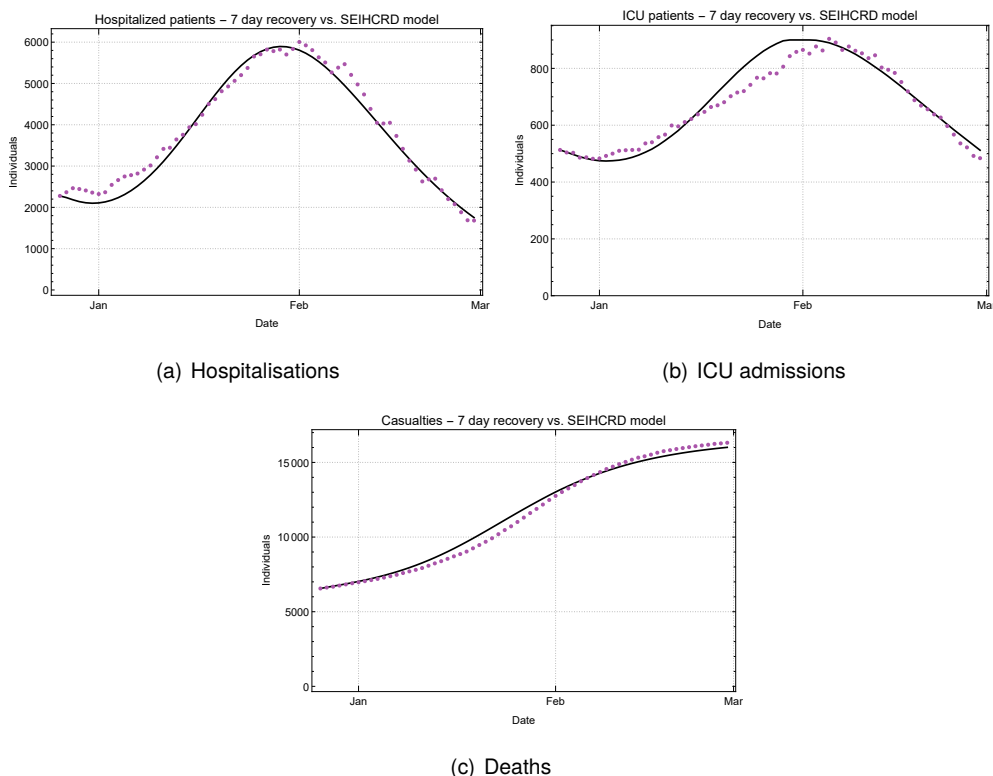 Hospitalized patients – 7 day recovery vs. SEIHCRD model
6000
5000
4000
3000
2000
1000
0
Individuals
Jan
Feb
Mar
Date
(a) Hospitalisations
ICU patients – 7 day recovery vs. SEIHCRD model
800
600
400
200
0
Individuals
Jan
Feb
Mar
Date
(b) ICU admissions
Casualties – 7 day recovery vs. SEIHCRD model
15000
10000
5000
0
Individuals
Jan
Feb
Mar
Date
(c) Deaths